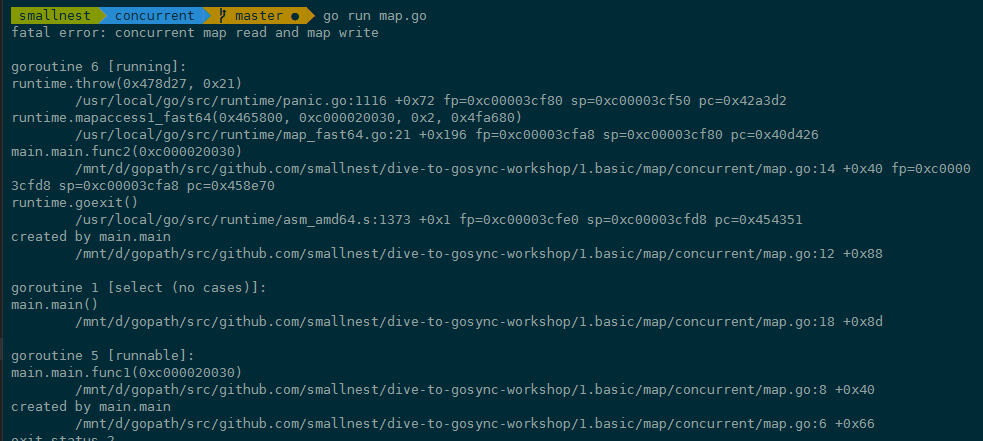 smallnest concurrent master ● go run map.go
fatal error: concurrent map read and map write
goroutine 6 [running]:
runtime.throw(0x478d27, 0x21)
/usr/local/go/src/runtime/panic.go:1116 +0x72 fp=0xc00003cf80 sp=0xc00003cf50 pc=0x42a3d2
runtime.mapaccess1_fast64(0x465800, 0xc000020030, 0x2, 0x4fa680)
/usr/local/go/src/runtime/map_fast64.go:21 +0x196 fp=0xc00003cfa8 sp=0xc00003cf80 pc=0x40d426
main.main.func2(0xc000020030)
/mnt/d/gopath/src/github.com/smallnest/dive-to-gosync-workshop/1.basic/map/concurrent/map.go:14 +0x40 fp=0xc0000
3cfd8 sp=0xc00003cfa8 pc=0x458e70
runtime.goexit()
/usr/local/go/src/runtime/asm_amd64.s:1373 +0x1 fp=0xc00003cfe0 sp=0xc00003cfd8 pc=0x454351
created by main.main
/mnt/d/gopath/src/github.com/smallnest/dive-to-gosync-workshop/1.basic/map/concurrent/map.go:12 +0x88
goroutine 1 [select (no cases)]:
main.main()
/mnt/d/gopath/src/github.com/smallnest/dive-to-gosync-workshop/1.basic/map/concurrent/map.go:18 +0x8d
goroutine 5 [runnable]:
main.main.func1(0xc000020030)
/mnt/d/gopath/src/github.com/smallnest/dive-to-gosync-workshop/1.basic/map/concurrent/map.go:8 +0x40
created by main.main
/mnt/d/gopath/src/github.com/smallnest/dive-to-gosync-workshop/1.basic/map/concurrent/map.go:6 +0x66
exit status 2